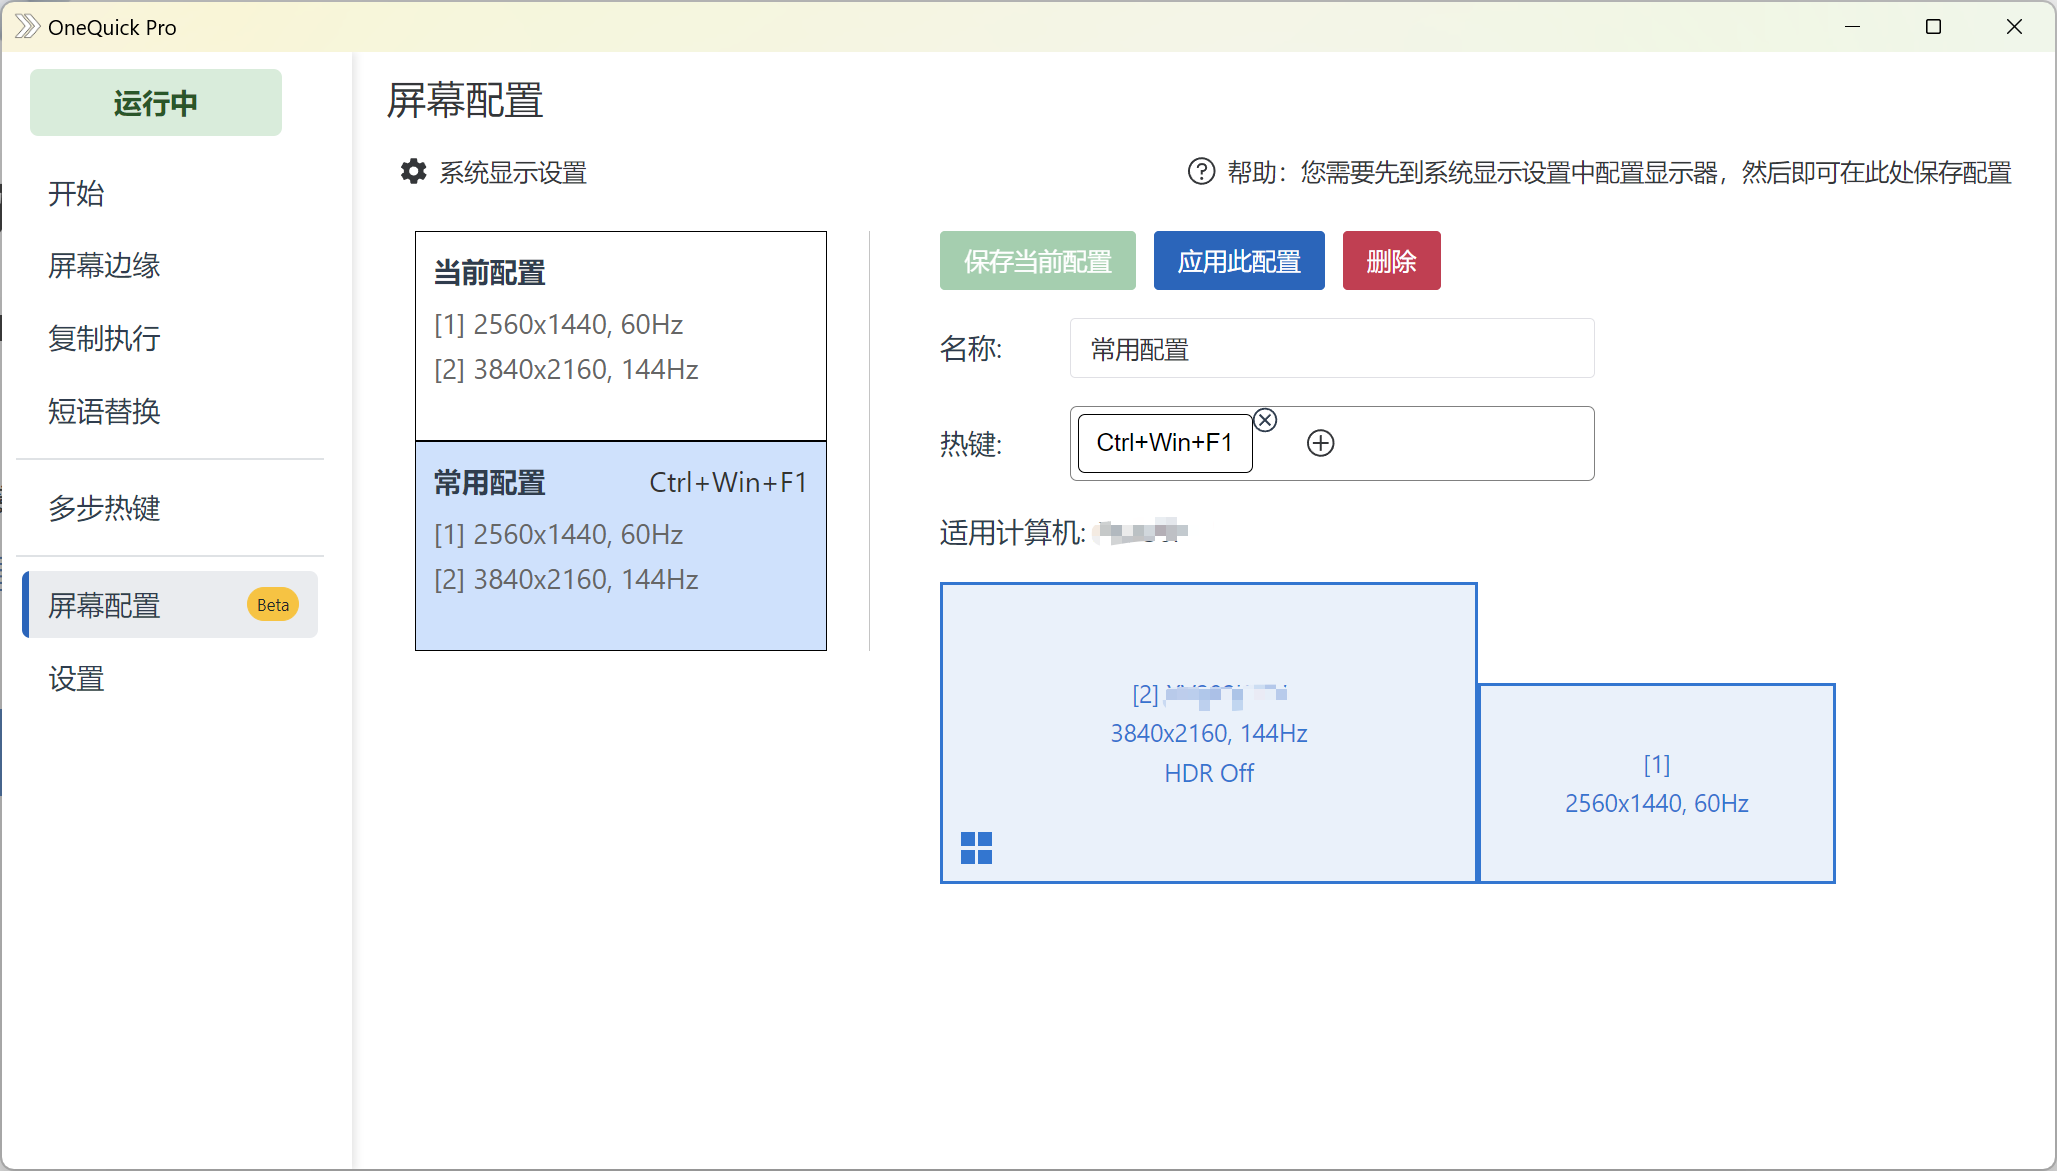 OneQuick Pro
运行中
开始
屏幕边缘
复制执行
短语替换
多步热键
屏幕配置 Beta
设置
屏幕配置
系统显示设置
帮助：您需要先到系统显示设置中配置显示器，然后即可在此处保存配置
当前配置
[1] 2560x1440, 60Hz
[2] 3840x2160, 144Hz
常用配置 Ctrl+Win+F1
[1] 2560x1440, 60Hz
[2] 3840x2160, 144Hz
保存当前配置 应用此配置 删除
名称: 常用配置
热键: Ctrl+Win+F1
适用计算机:
[2]
3840x2160, 144Hz
HDR Off
[1]
2560x1440, 60Hz